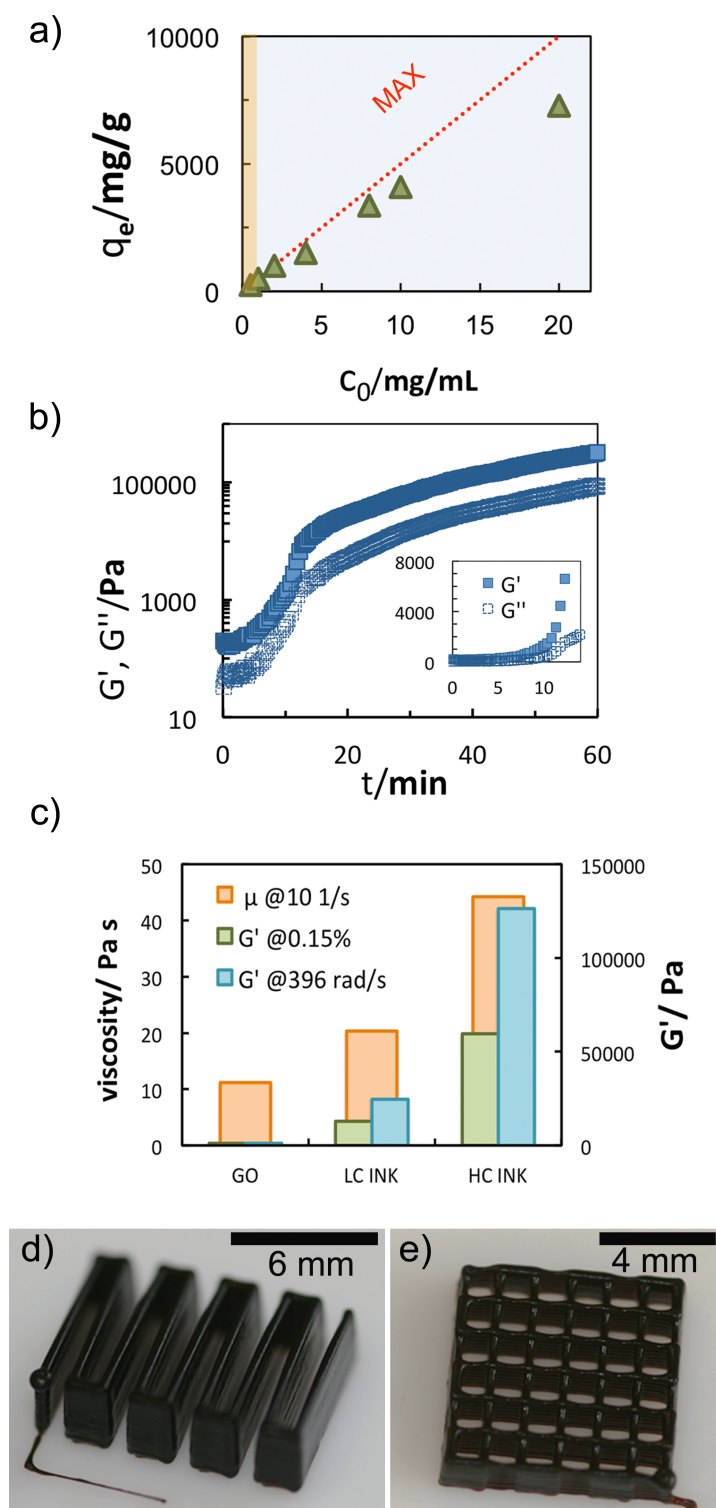 a)
10000
5000
0
qe/mg/g
MAX
0
5
10
15
20
C0/mg/mL
b)
100000
1000
10
G', G''/Pa
8000
4000
0
G'
G''
0
5
10
0
20
40
60
t/min
c)
50
40
30
20
10
0
viscosity/ Pa s
μ @10 1/s
G' @0.15%
G' @396 rad/s
150000
100000
50000
0
G'/ Pa
GO
LC INK
HC INK
d)
6 mm
e)
4 mm